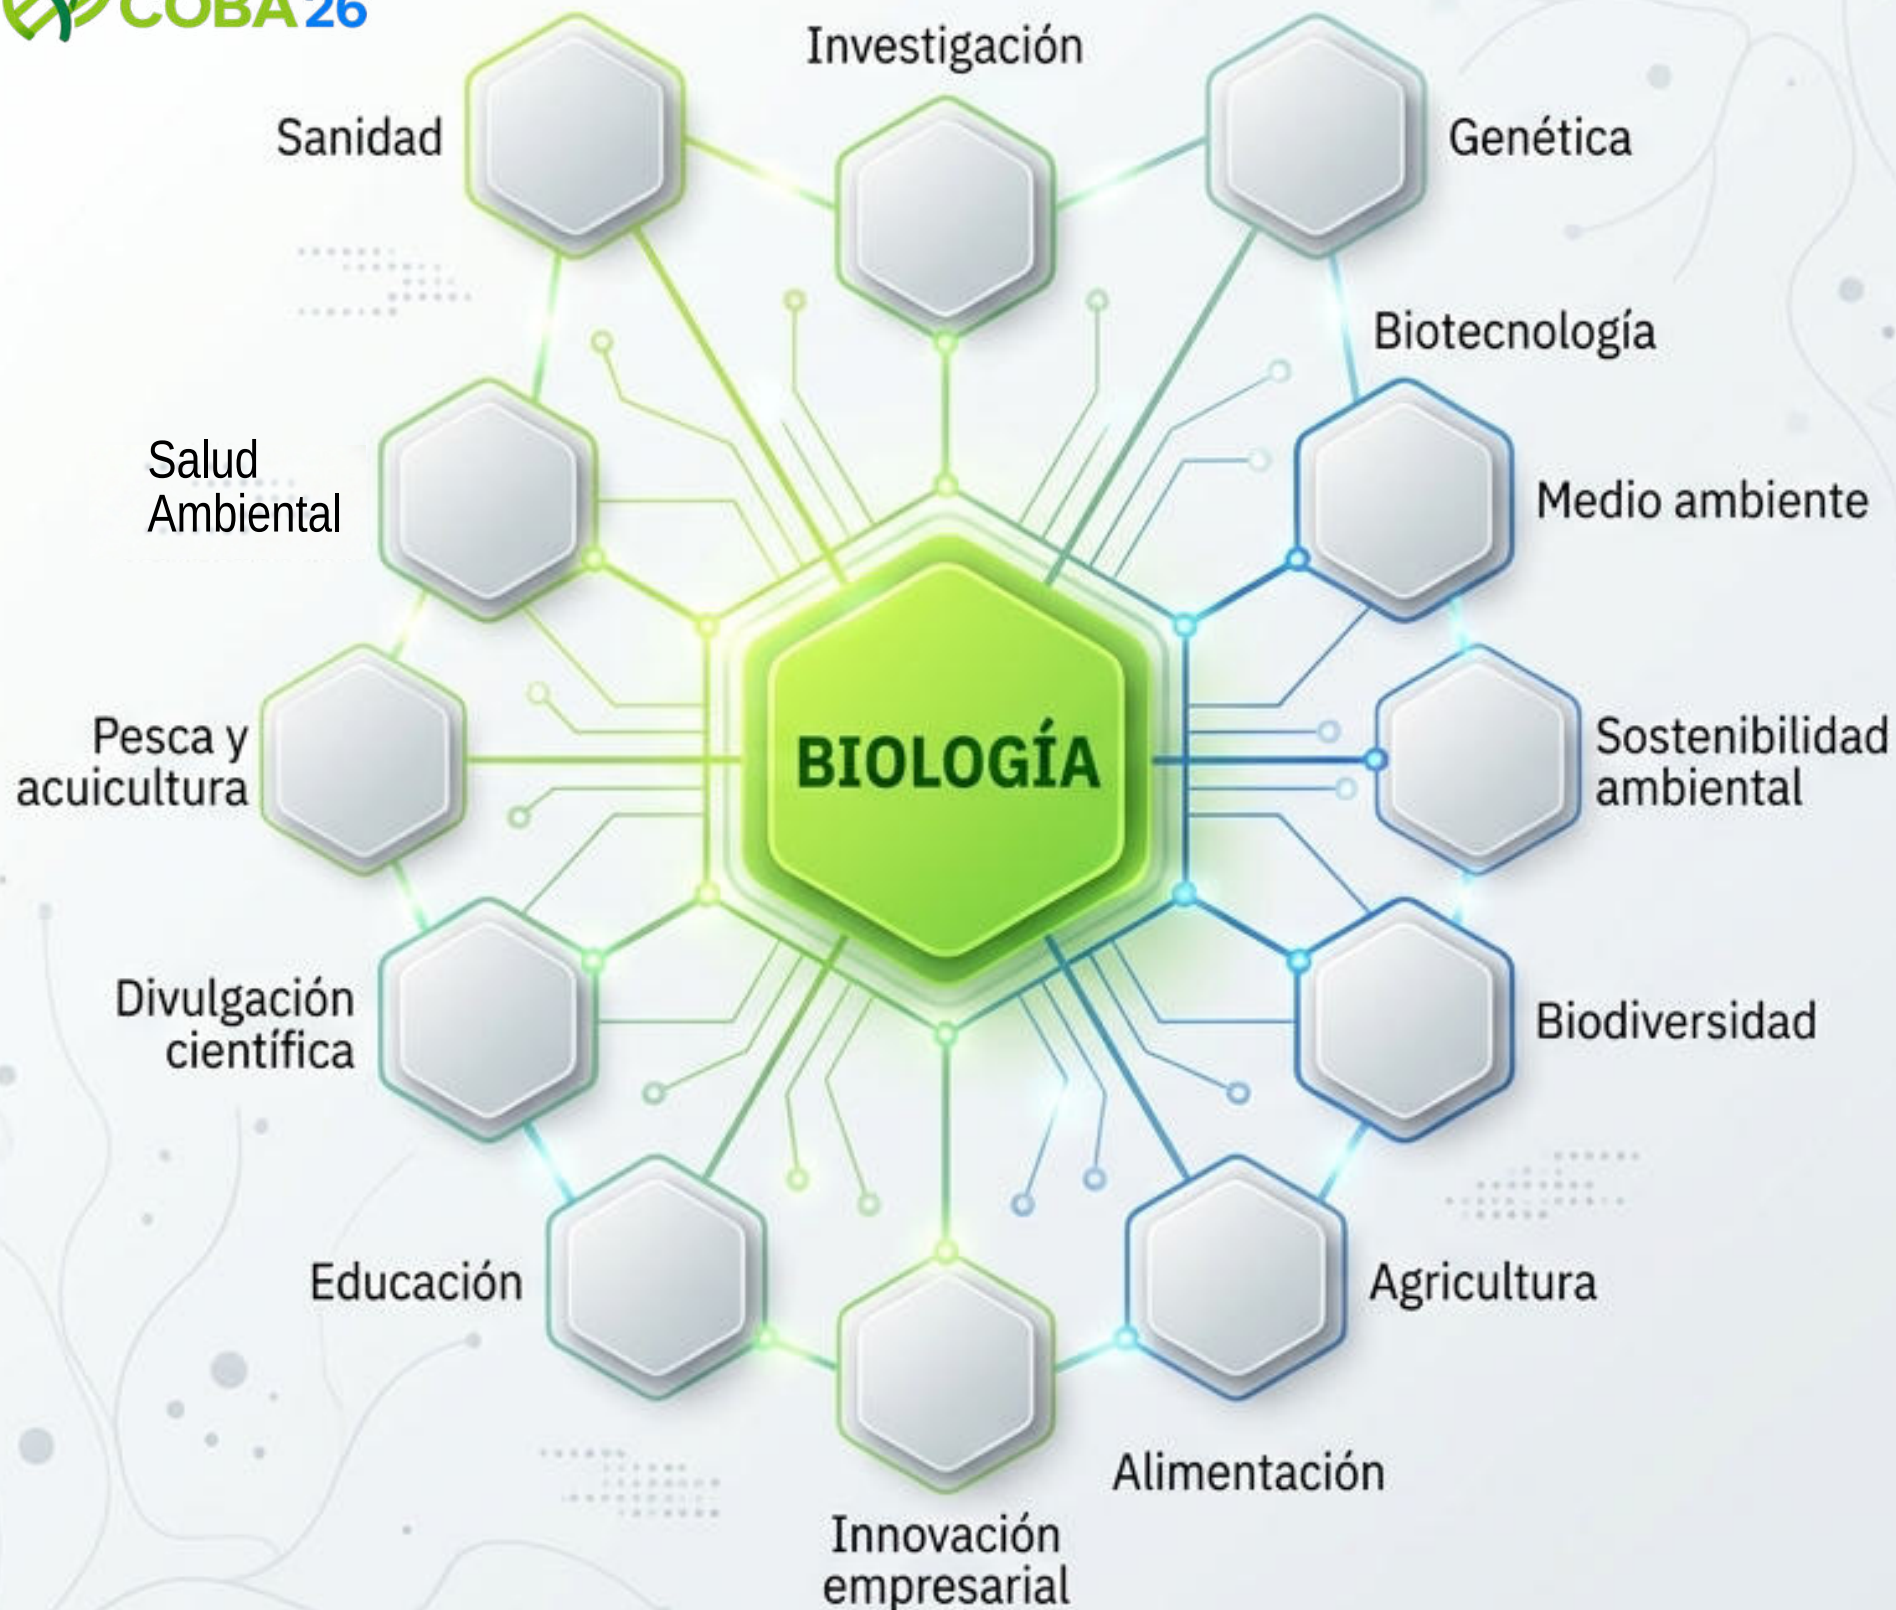 COBA26
Investigación
Sanidad
Genética
Biotecnología
Salud
Ambiental
Medio ambiente
Pesca y
acuicultura
BIOLOGÍA
Sostenibilidad
ambiental
Divulgación
científica
Biodiversidad
Educación
Agricultura
Alimentación
Innovación
empresarial